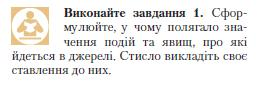 Виконайте завдання 1. Сфор-
мулюйте, у чому полягало зна-
чення подій та явищ, про які
йдеться в джерелі. Стисло викладіть своє
ставлення до них.